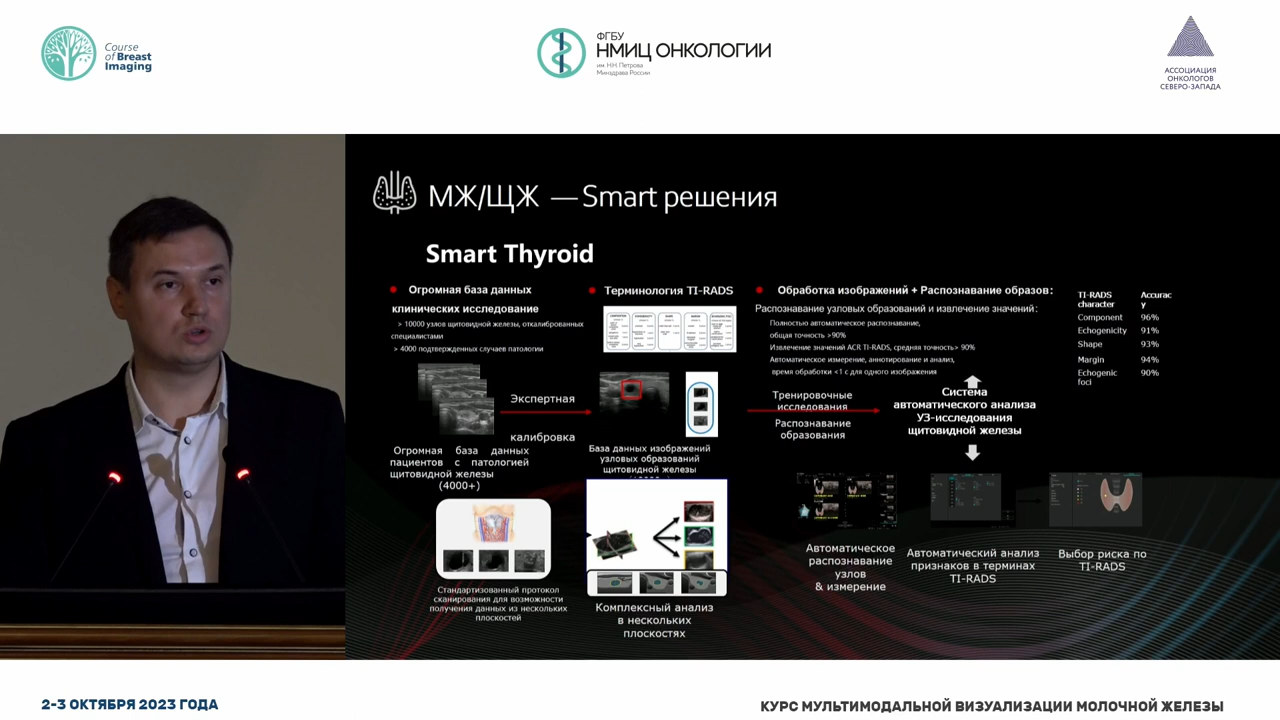 Course
of Breast
Imaging
ФГБУ
НМИЦ ОНКОЛОГИИ
им. Н.Н. Петрова
Минздрава России
АССОЦИАЦИЯ
ОНКОЛОГОВ
СЕВЕРО-ЗАПАДА
МЖ/ЩЖ — Smart решения
Smart Thyroid
Огромная база данных
клинических исследование
> 10000 узлов щитовидной железы, откалиброванных
специалистами
> 4000 подтвержденных случаев патологии
Экспертная
калибровка
Огромная база данных
пациентов с патологией
щитовидной железы
(4000+)
Стандартизованный протокол
сканирования для возможности
получения данных из нескольких
плоскостей
Терминология TI-RADS
База данных изображений
узловых образований
щитовидной железы
Комплексный анализ
в нескольких
плоскостях
Обработка изображений + Распознавание образов:
Распознавание узловых образований и извлечение значений:
Полностью автоматическое распознавание,
общая точность >90%
Извлечение значений ACR TI-RADS, средняя точность> 90%
Автоматическое измерение, аннотирование и анализ,
время обработки <1 с для одного изображения
Тренировочные
исследования
Распознавание
образования
Система
автоматического анализа
УЗ-исследования
щитовидной железы
Автоматическое
распознавание
узлов
& измерение
Автоматический анализ
признаков в терминах
TI-RADS
Выбор риска по
TI-RADS
TI-RADS character Accuracy
Component 96%
Echogenicity 91%
Shape 93%
Margin 94%
Echogenic foci 90%
2-3 ОКТЯБРЯ 2023 ГОДА
КУРС МУЛЬТИМОДАЛЬНОЙ ВИЗУАЛИЗАЦИИ МОЛОЧНОЙ ЖЕЛЕЗЫ